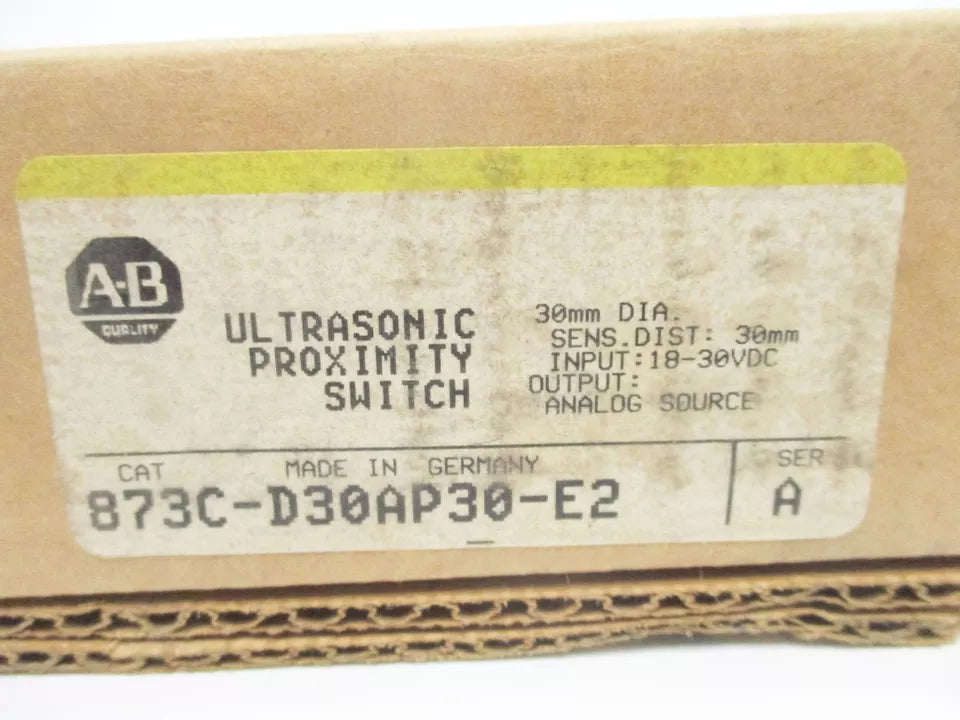 A-B
QUALITY
ULTRASONIC
PROXIMITY
SWITCH
30mm DIA.
SENS.DIST: 30mm
INPUT:18-30VDC
OUTPUT:
ANALOG SOURCE
CAT MADE IN GERMANY
873C-D30AP30-E2
SER
A